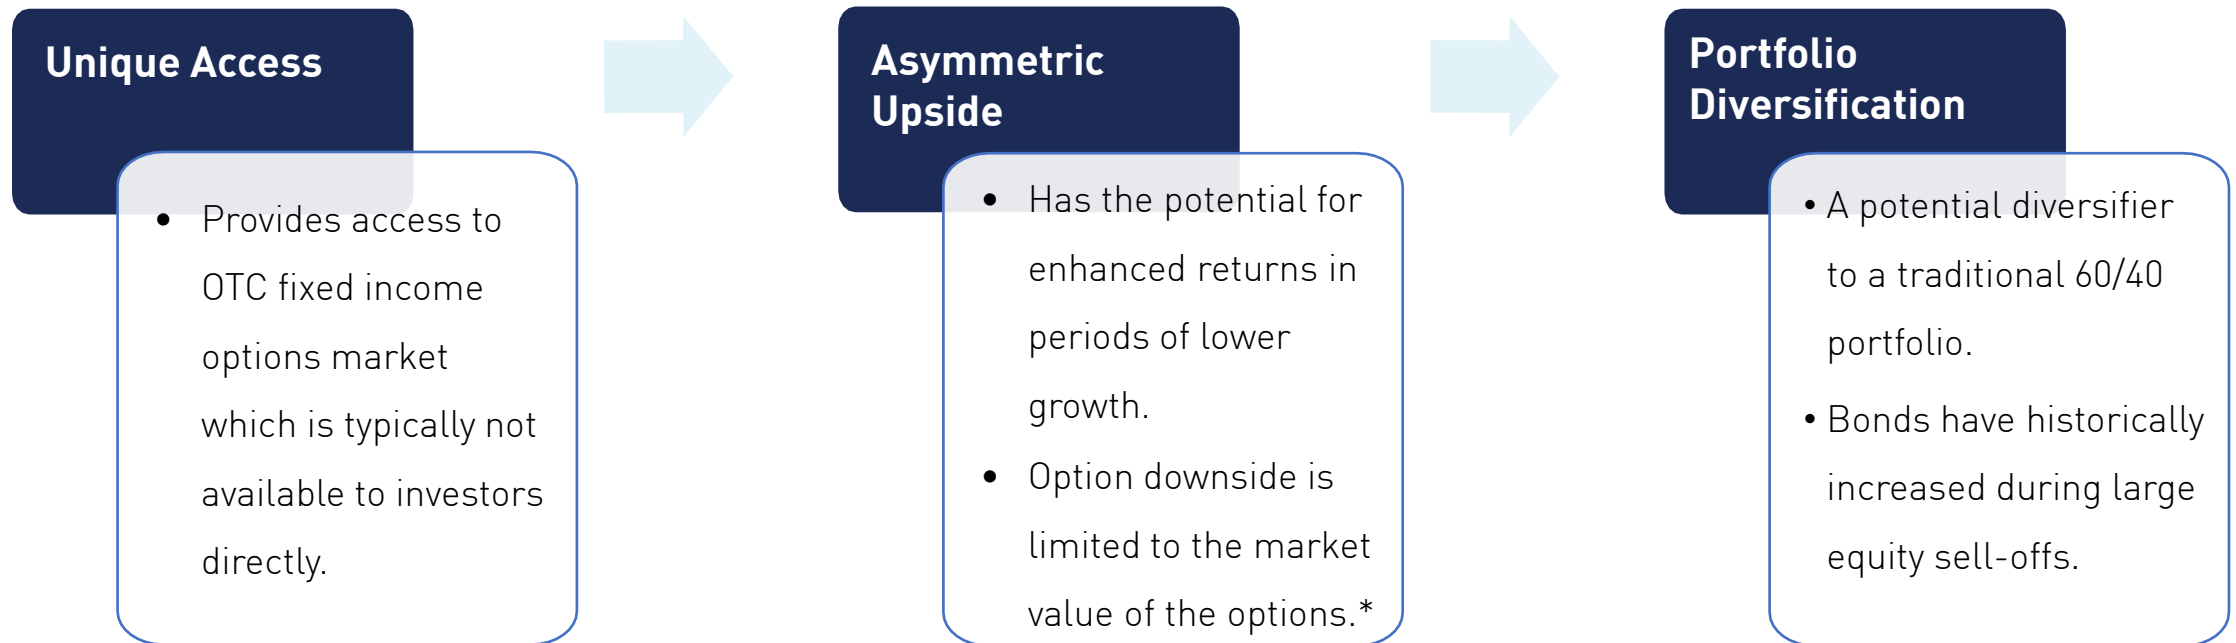 Unique Access
• Provides access to
OTC fixed income
options market
which is typically not
available to investors
directly.
Asymmetric
Upside
• Has the potential for
enhanced returns in
periods of lower
growth.
• Option downside is
limited to the market
value of the options.*
Portfolio
Diversification
• A potential diversifier
to a traditional 60/40
portfolio.
• Bonds have historically
increased during large
equity sell-offs.